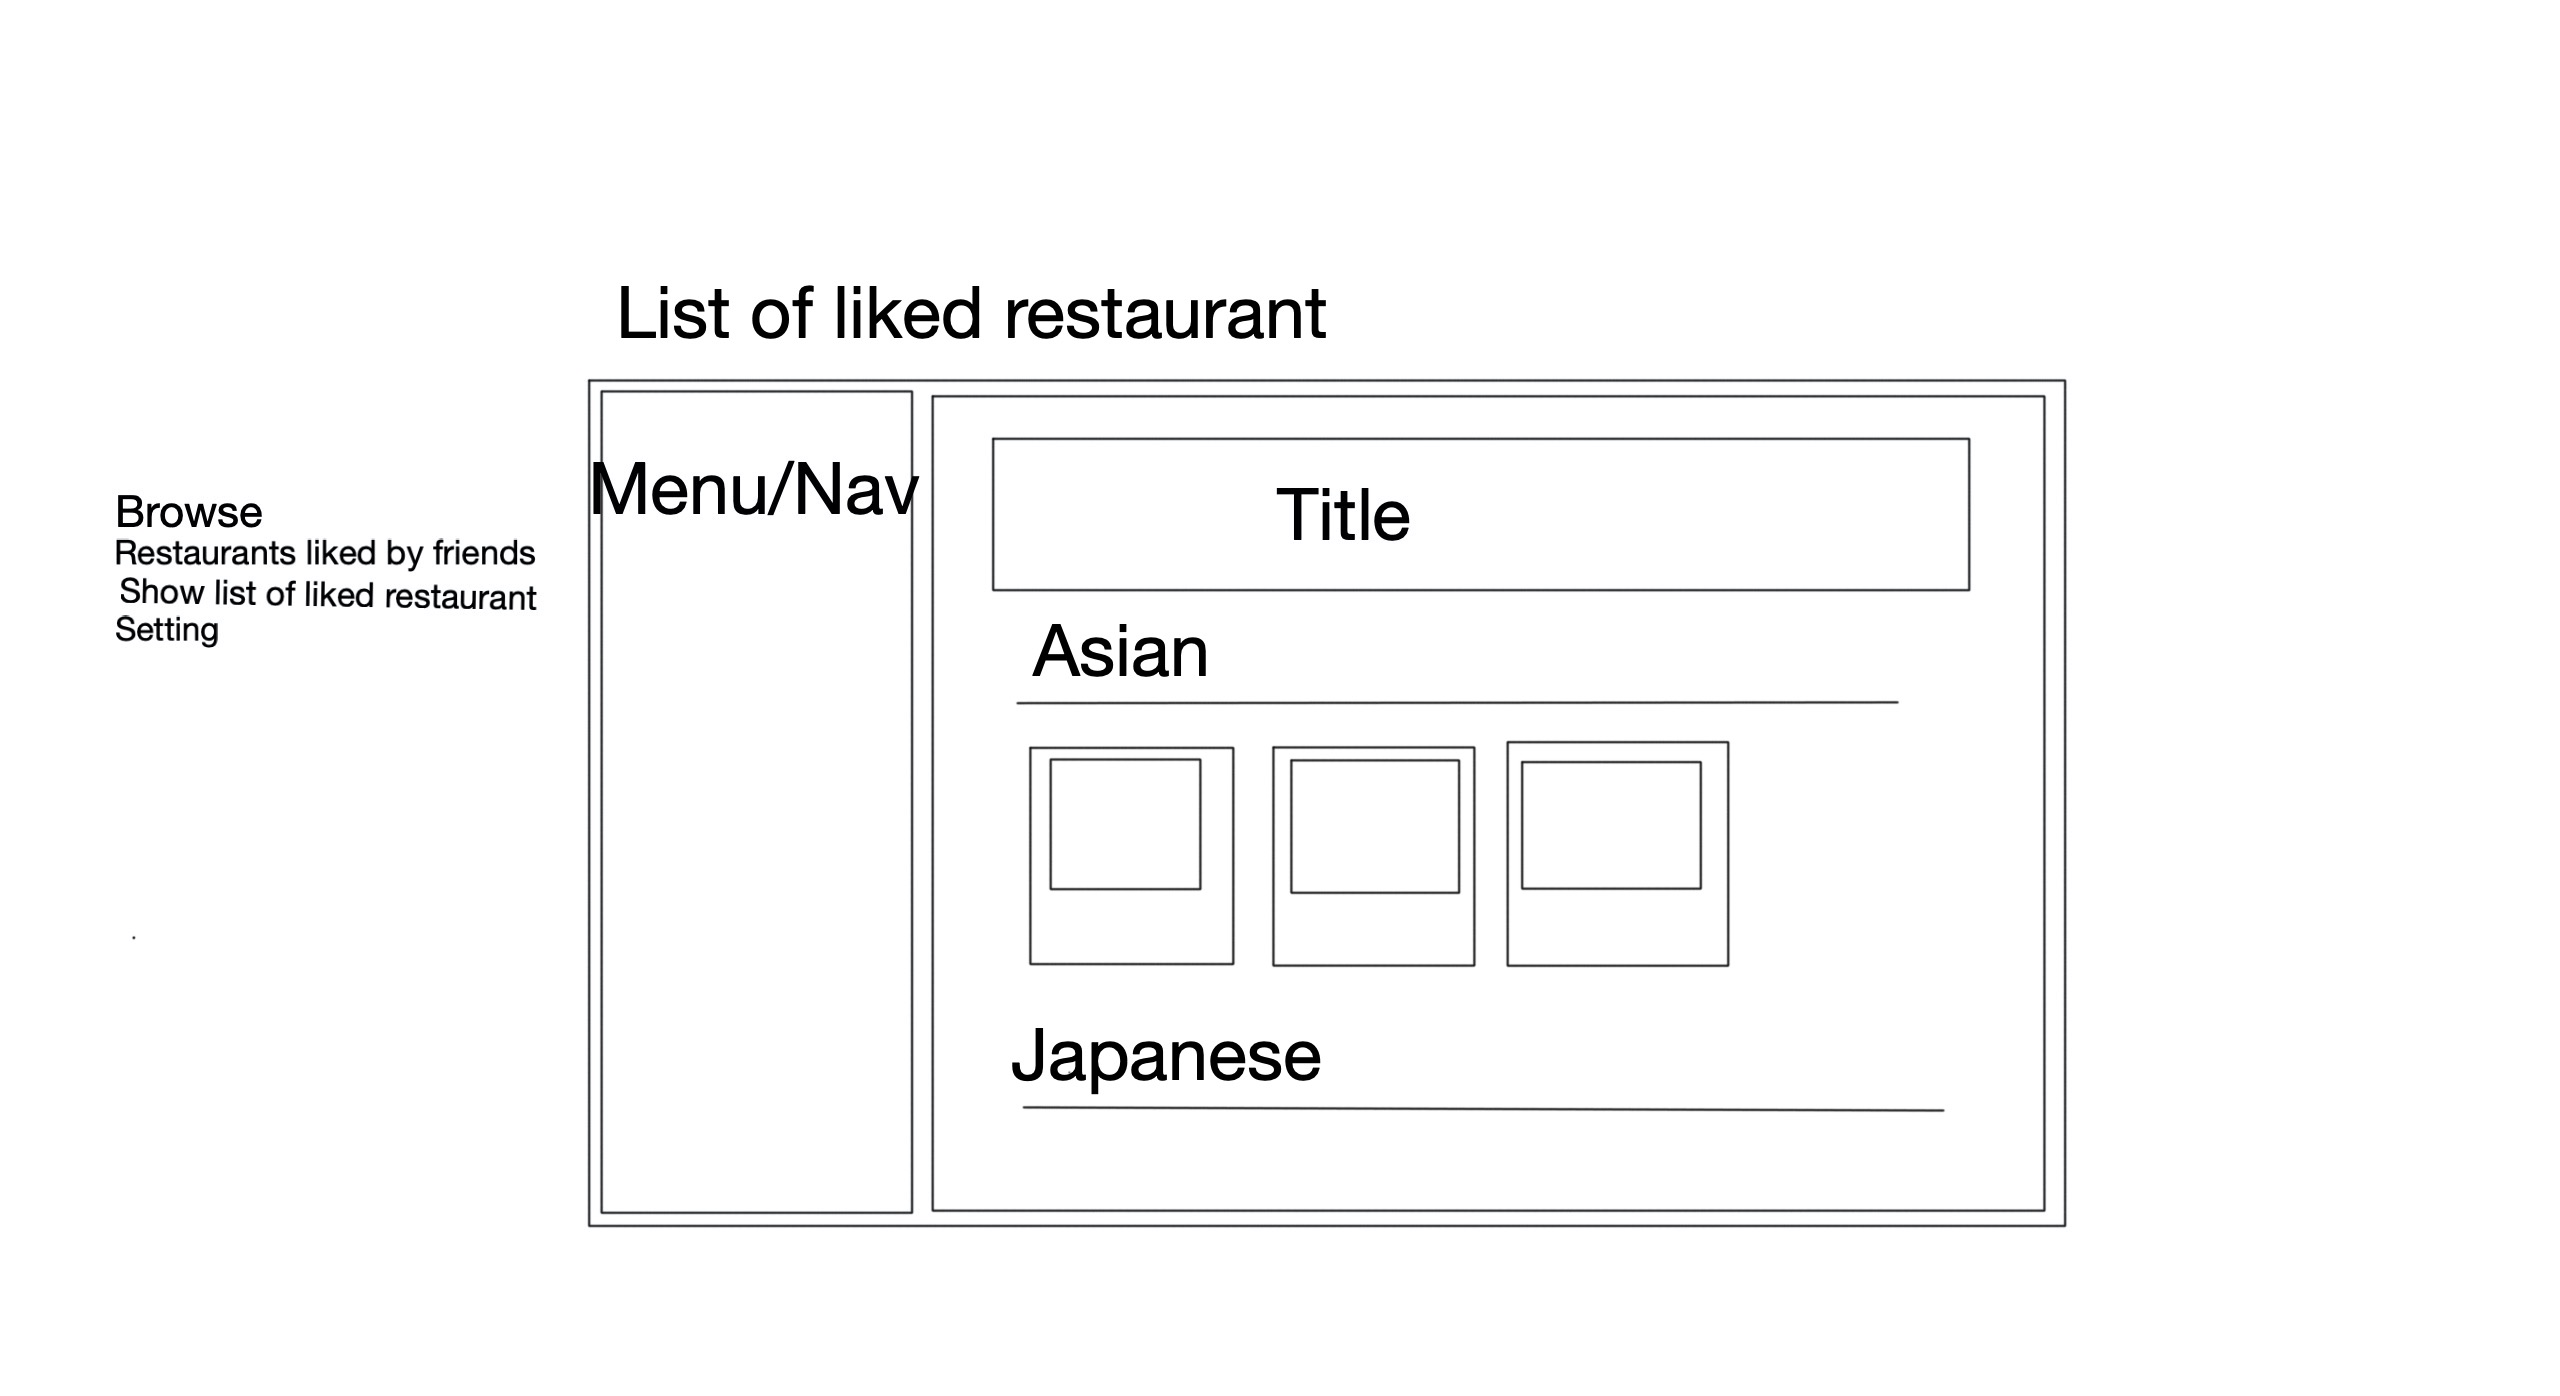 List of liked restaurant
Menu/Nav
Browse
Restaurants liked by friends
Show list of liked restaurant
Setting
Title
Asian
Japanese